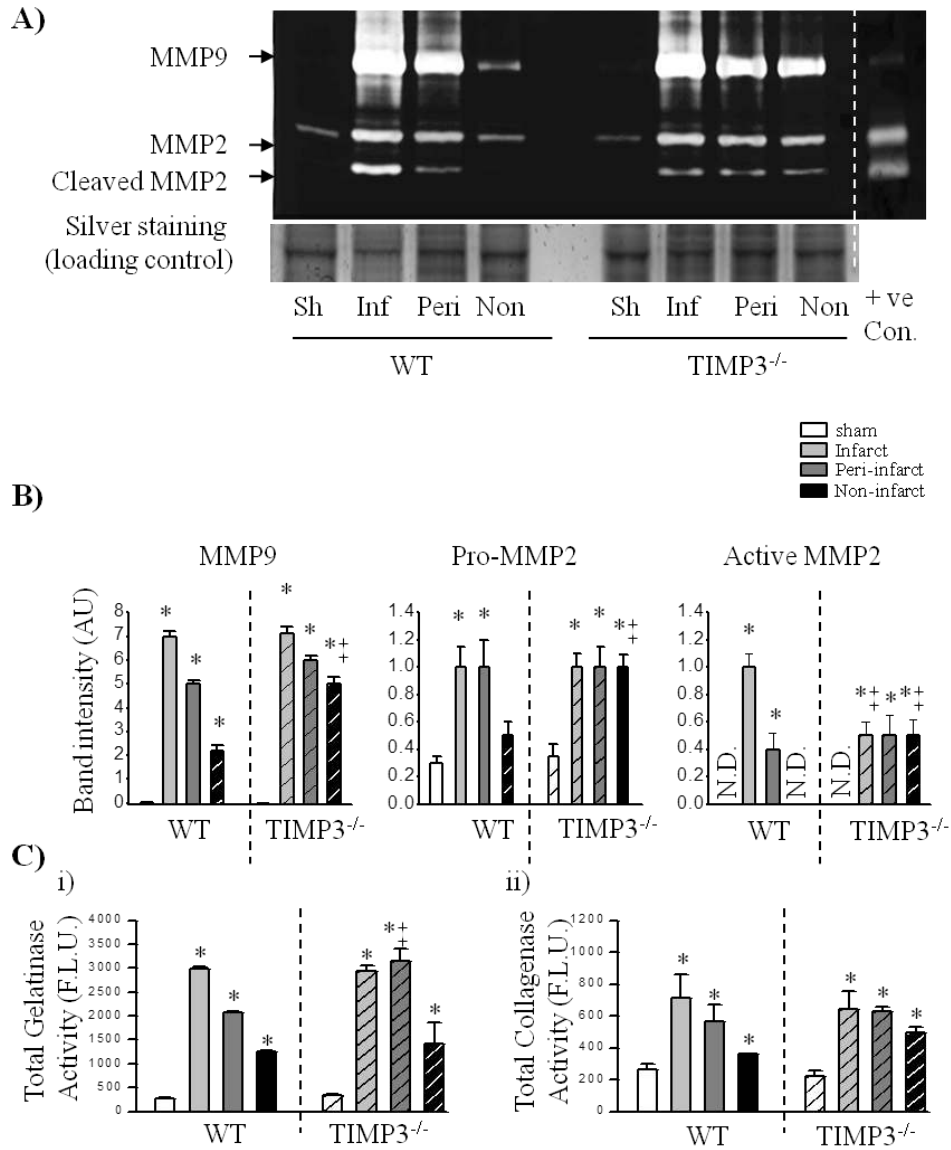 A)
MMP9
MMP2
Cleaved MMP2
Silver staining
(loading control)
Sh Inf Peri Non Sh Inf Peri Non + ve
Con.
WT TIMP3-/-
sham
Infarct
Peri-infarct
Non-infarct
B)
MMP9 Pro-MMP2 Active MMP2
Band intensity (AU)
8
7
6
5
4
3
2
1
0
* * * * * *‡
WT TIMP3-/-
1.4
1.2
1.0
0.8
0.6
0.4
0.2
0.0
* * * * *‡
WT TIMP3-/-
1.4
1.2
1.0
0.8
0.6
0.4
0.2
0.0
N.D. * * N.D. N.D. *‡ * *‡
WT TIMP3-/-
C)
i)
Total Gelatinase
Activity (F.L.U.)
4000
3500
3000
2500
2000
1500
1000
500
0
* * * * *‡ *
WT TIMP3-/-
ii)
Total Collagenase
Activity (F.L.U.)
1200
1000
800
600
400
200
0
* * * * * *
WT TIMP3-/-